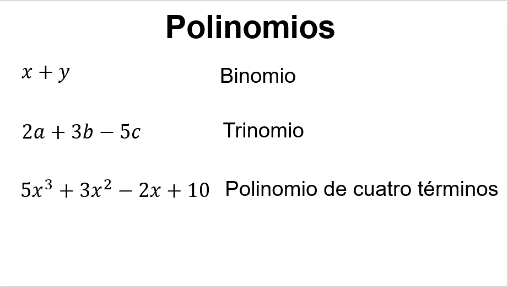 Polinomios
x + y Binomio
2a + 3b − 5c Trinomio
5x³ + 3x² − 2x + 10 Polinomio de cuatro términos